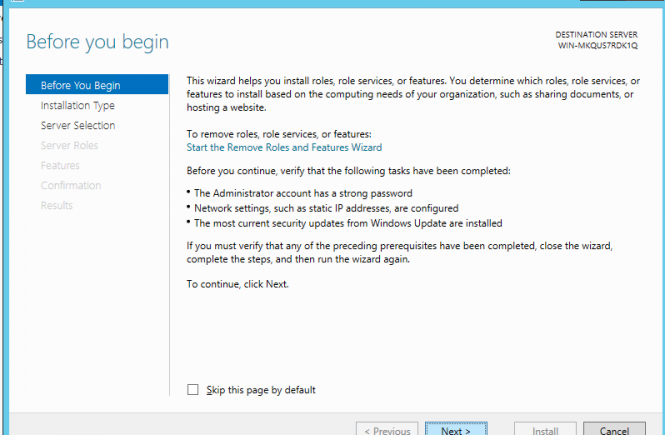 Before you begin
DESTINATION SERVER
WIN-MKQUS7RDK1Q
Before You Begin
Installation Type
Server Selection
Server Roles
Features
Confirmation
Results
This wizard helps you install roles, role services, or features. You determine which roles, role services, or
features to install based on the computing needs of your organization, such as sharing documents, or
hosting a website.
To remove roles, role services, or features:
Start the Remove Roles and Features Wizard
Before you continue, verify that the following tasks have been completed:
• The Administrator account has a strong password
• Network settings, such as static IP addresses, are configured
• The most current security updates from Windows Update are installed
If you must verify that any of the preceding prerequisites have been completed, close the wizard,
complete the steps, and then run the wizard again.
To continue, click Next.
Skip this page by default
< Previous
Next >
Install
Cancel